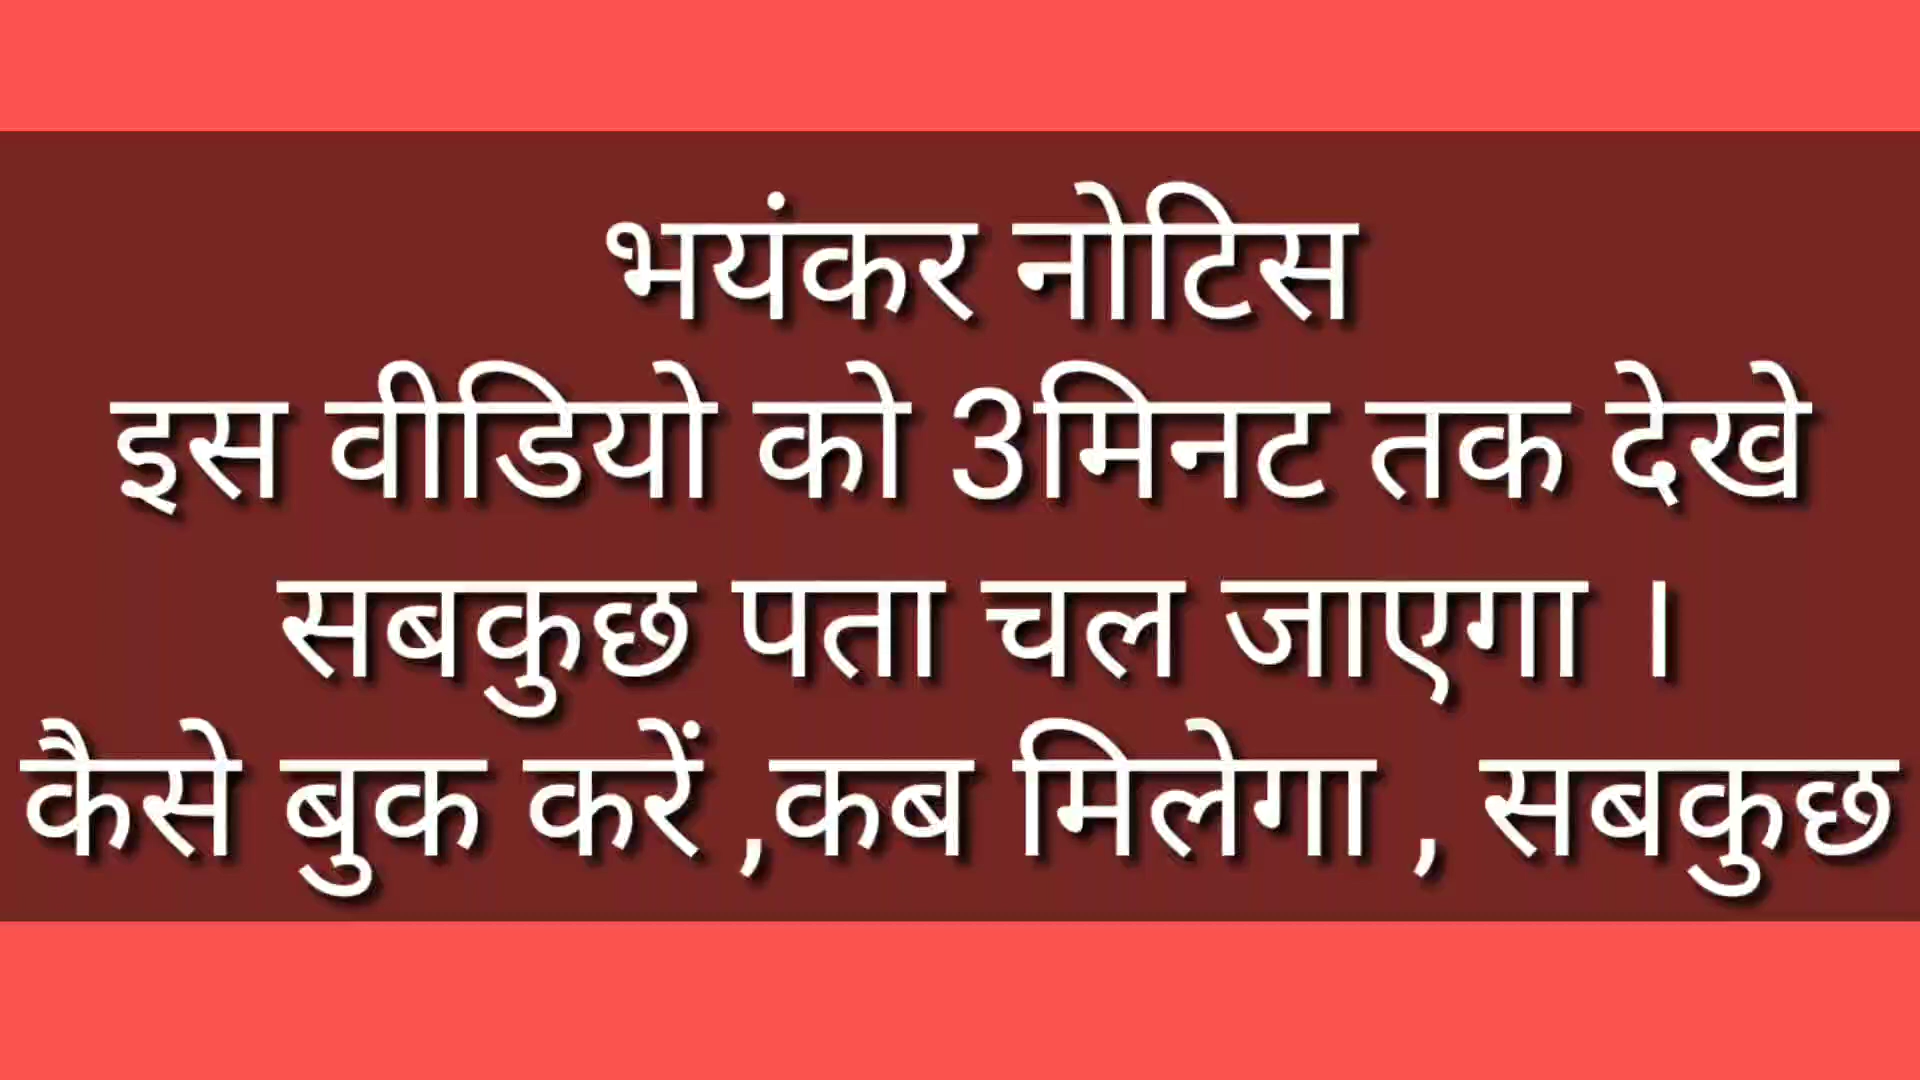 भयंकर नोटिस
इस वीडियो को 3मिनट तक देखे
सबकुछ पता चल जाएगा ।
कैसे बुक करें ,कब मिलेगा , सबकुछ